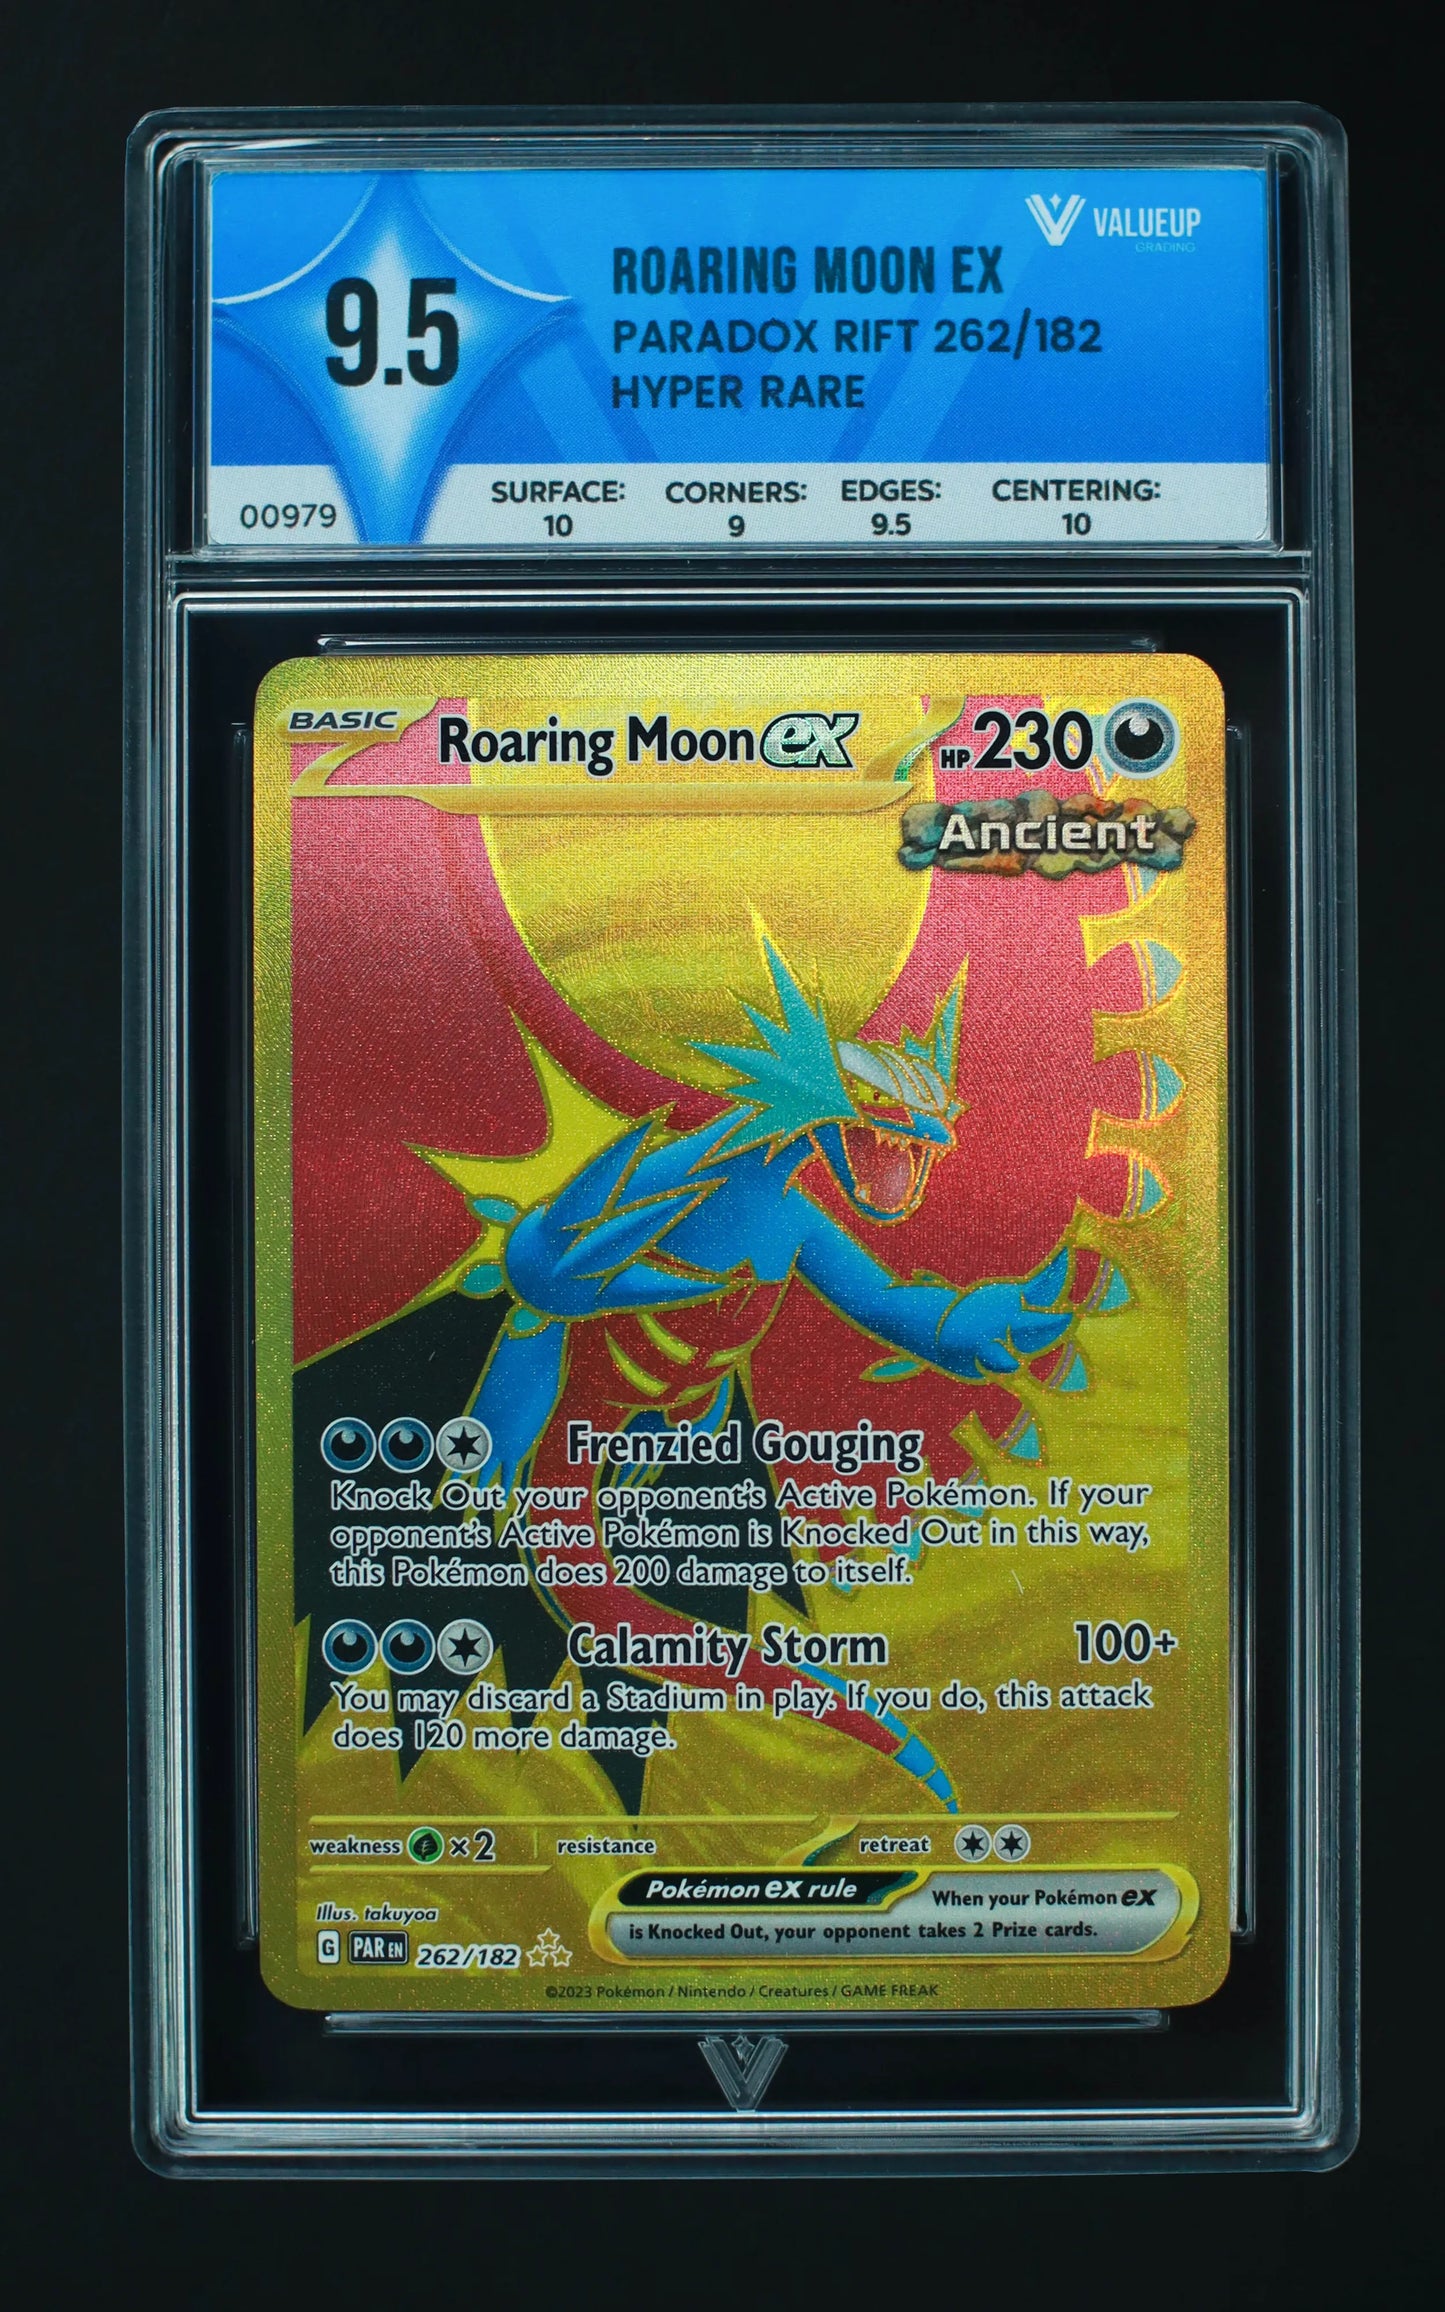 VALUEUP
GRADING
9.5
ROARING MOON EX
PARADOX RIFT 262/182
HYPER RARE
00979
SURFACE: CORNERS: EDGES: CENTERING:
10 9 9.5 10
BASIC Roaring Moon ex HP 230
Ancient
Frenzied Gouging
Knock Out your opponent's Active Pokémon. If your
opponent's Active Pokémon is Knocked Out in this way,
this Pokémon does 200 damage to itself.
Calamity Storm 100+
You may discard a Stadium in play. If you do, this attack
does 120 more damage.
weakness ×2 resistance retreat
Pokémon ex rule When your Pokémon ex
is Knocked Out, your opponent takes 2 Prize cards.
Illus. takuyoa
G PAR EN 262/182
©2023 Pokémon / Nintendo / Creatures / GAME FREAK